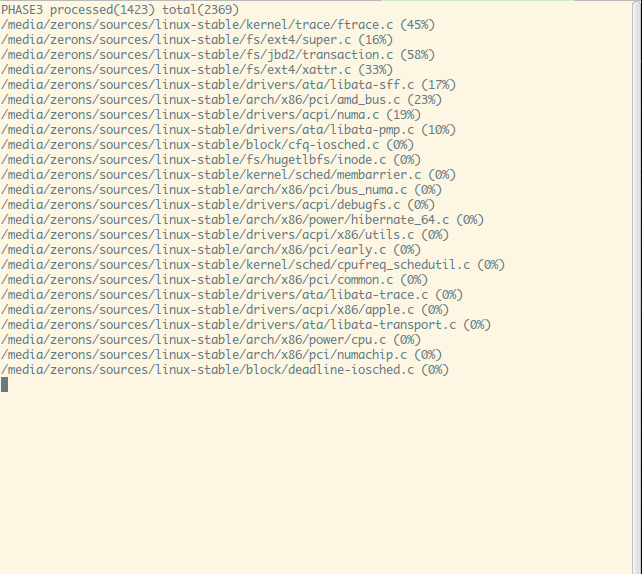 PHASE3 processed(1423) total(2369)
/media/zerons/sources/linux-stable/kernel/trace/ftrace.c (45%)
/media/zerons/sources/linux-stable/fs/ext4/super.c (16%)
/media/zerons/sources/linux-stable/fs/jbd2/transaction.c (58%)
/media/zerons/sources/linux-stable/fs/ext4/xattr.c (33%)
/media/zerons/sources/linux-stable/drivers/ata/libata-sff.c (17%)
/media/zerons/sources/linux-stable/arch/x86/pci/amd_bus.c (23%)
/media/zerons/sources/linux-stable/drivers/acpi/numa.c (19%)
/media/zerons/sources/linux-stable/drivers/ata/libata-pmp.c (10%)
/media/zerons/sources/linux-stable/block/cfq-iosched.c (0%)
/media/zerons/sources/linux-stable/fs/hugetlbfs/inode.c (0%)
/media/zerons/sources/linux-stable/kernel/sched/membarrier.c (0%)
/media/zerons/sources/linux-stable/arch/x86/pci/bus_numa.c (0%)
/media/zerons/sources/linux-stable/drivers/acpi/debugfs.c (0%)
/media/zerons/sources/linux-stable/arch/x86/power/hibernate_64.c (0%)
/media/zerons/sources/linux-stable/drivers/acpi/x86/utils.c (0%)
/media/zerons/sources/linux-stable/arch/x86/pci/early.c (0%)
/media/zerons/sources/linux-stable/kernel/sched/cpufreq_schedutil.c (0%)
/media/zerons/sources/linux-stable/arch/x86/pci/common.c (0%)
/media/zerons/sources/linux-stable/drivers/ata/libata-trace.c (0%)
/media/zerons/sources/linux-stable/drivers/acpi/x86/apple.c (0%)
/media/zerons/sources/linux-stable/drivers/ata/libata-transport.c (0%)
/media/zerons/sources/linux-stable/arch/x86/power/cpu.c (0%)
/media/zerons/sources/linux-stable/arch/x86/pci/numachip.c (0%)
/media/zerons/sources/linux-stable/block/deadline-iosched.c (0%)